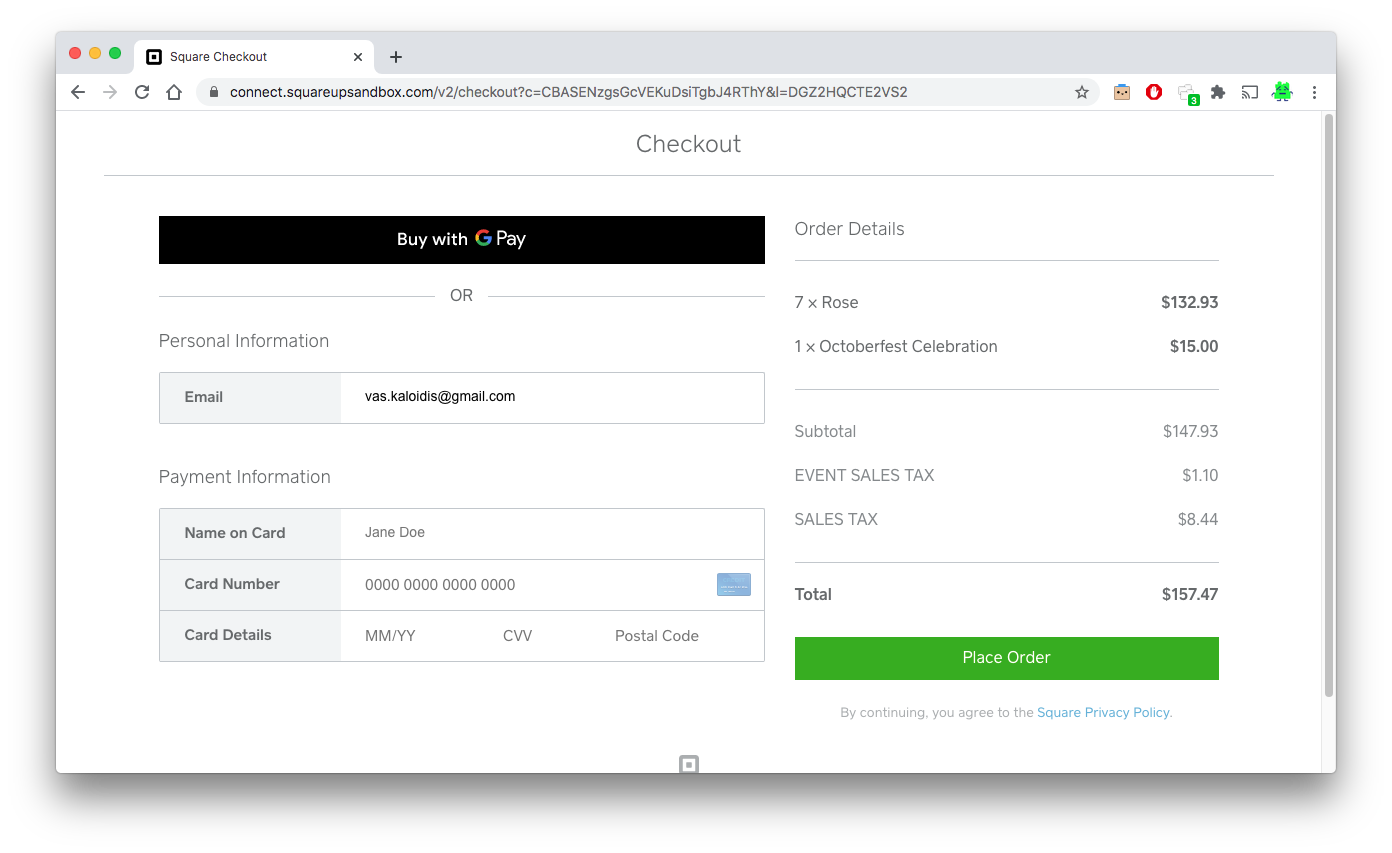 Square Checkout
connect.squareupsandbox.com/v2/checkout?c=CBASENzgsGcVEKuDsiTgbJ4RThY&l=DGZ2HQCTE2VS2
3
Checkout
Buy with G Pay
OR
Personal Information
Email vas.kaloidis@gmail.com
Payment Information
Name on Card Jane Doe
Card Number 0000 0000 0000 0000
Card Details MM/YY CVV Postal Code
Order Details
7 × Rose $132.93
1 × Octoberfest Celebration $15.00
Subtotal $147.93
EVENT SALES TAX $1.10
SALES TAX $8.44
Total $157.47
Place Order
By continuing, you agree to the Square Privacy Policy.